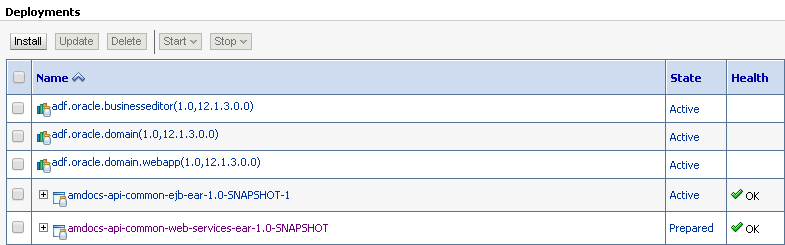 Deployments
Install Update Delete Start Stop
Name State Health
adf.oracle.businesseditor(1.0,12.1.3.0.0) Active
adf.oracle.domain(1.0,12.1.3.0.0) Active
adf.oracle.domain.webapp(1.0,12.1.3.0.0) Active
amdocs-api-common-ejb-ear-1.0-SNAPSHOT-1 Active OK
amdocs-api-common-web-services-ear-1.0-SNAPSHOT Prepared OK